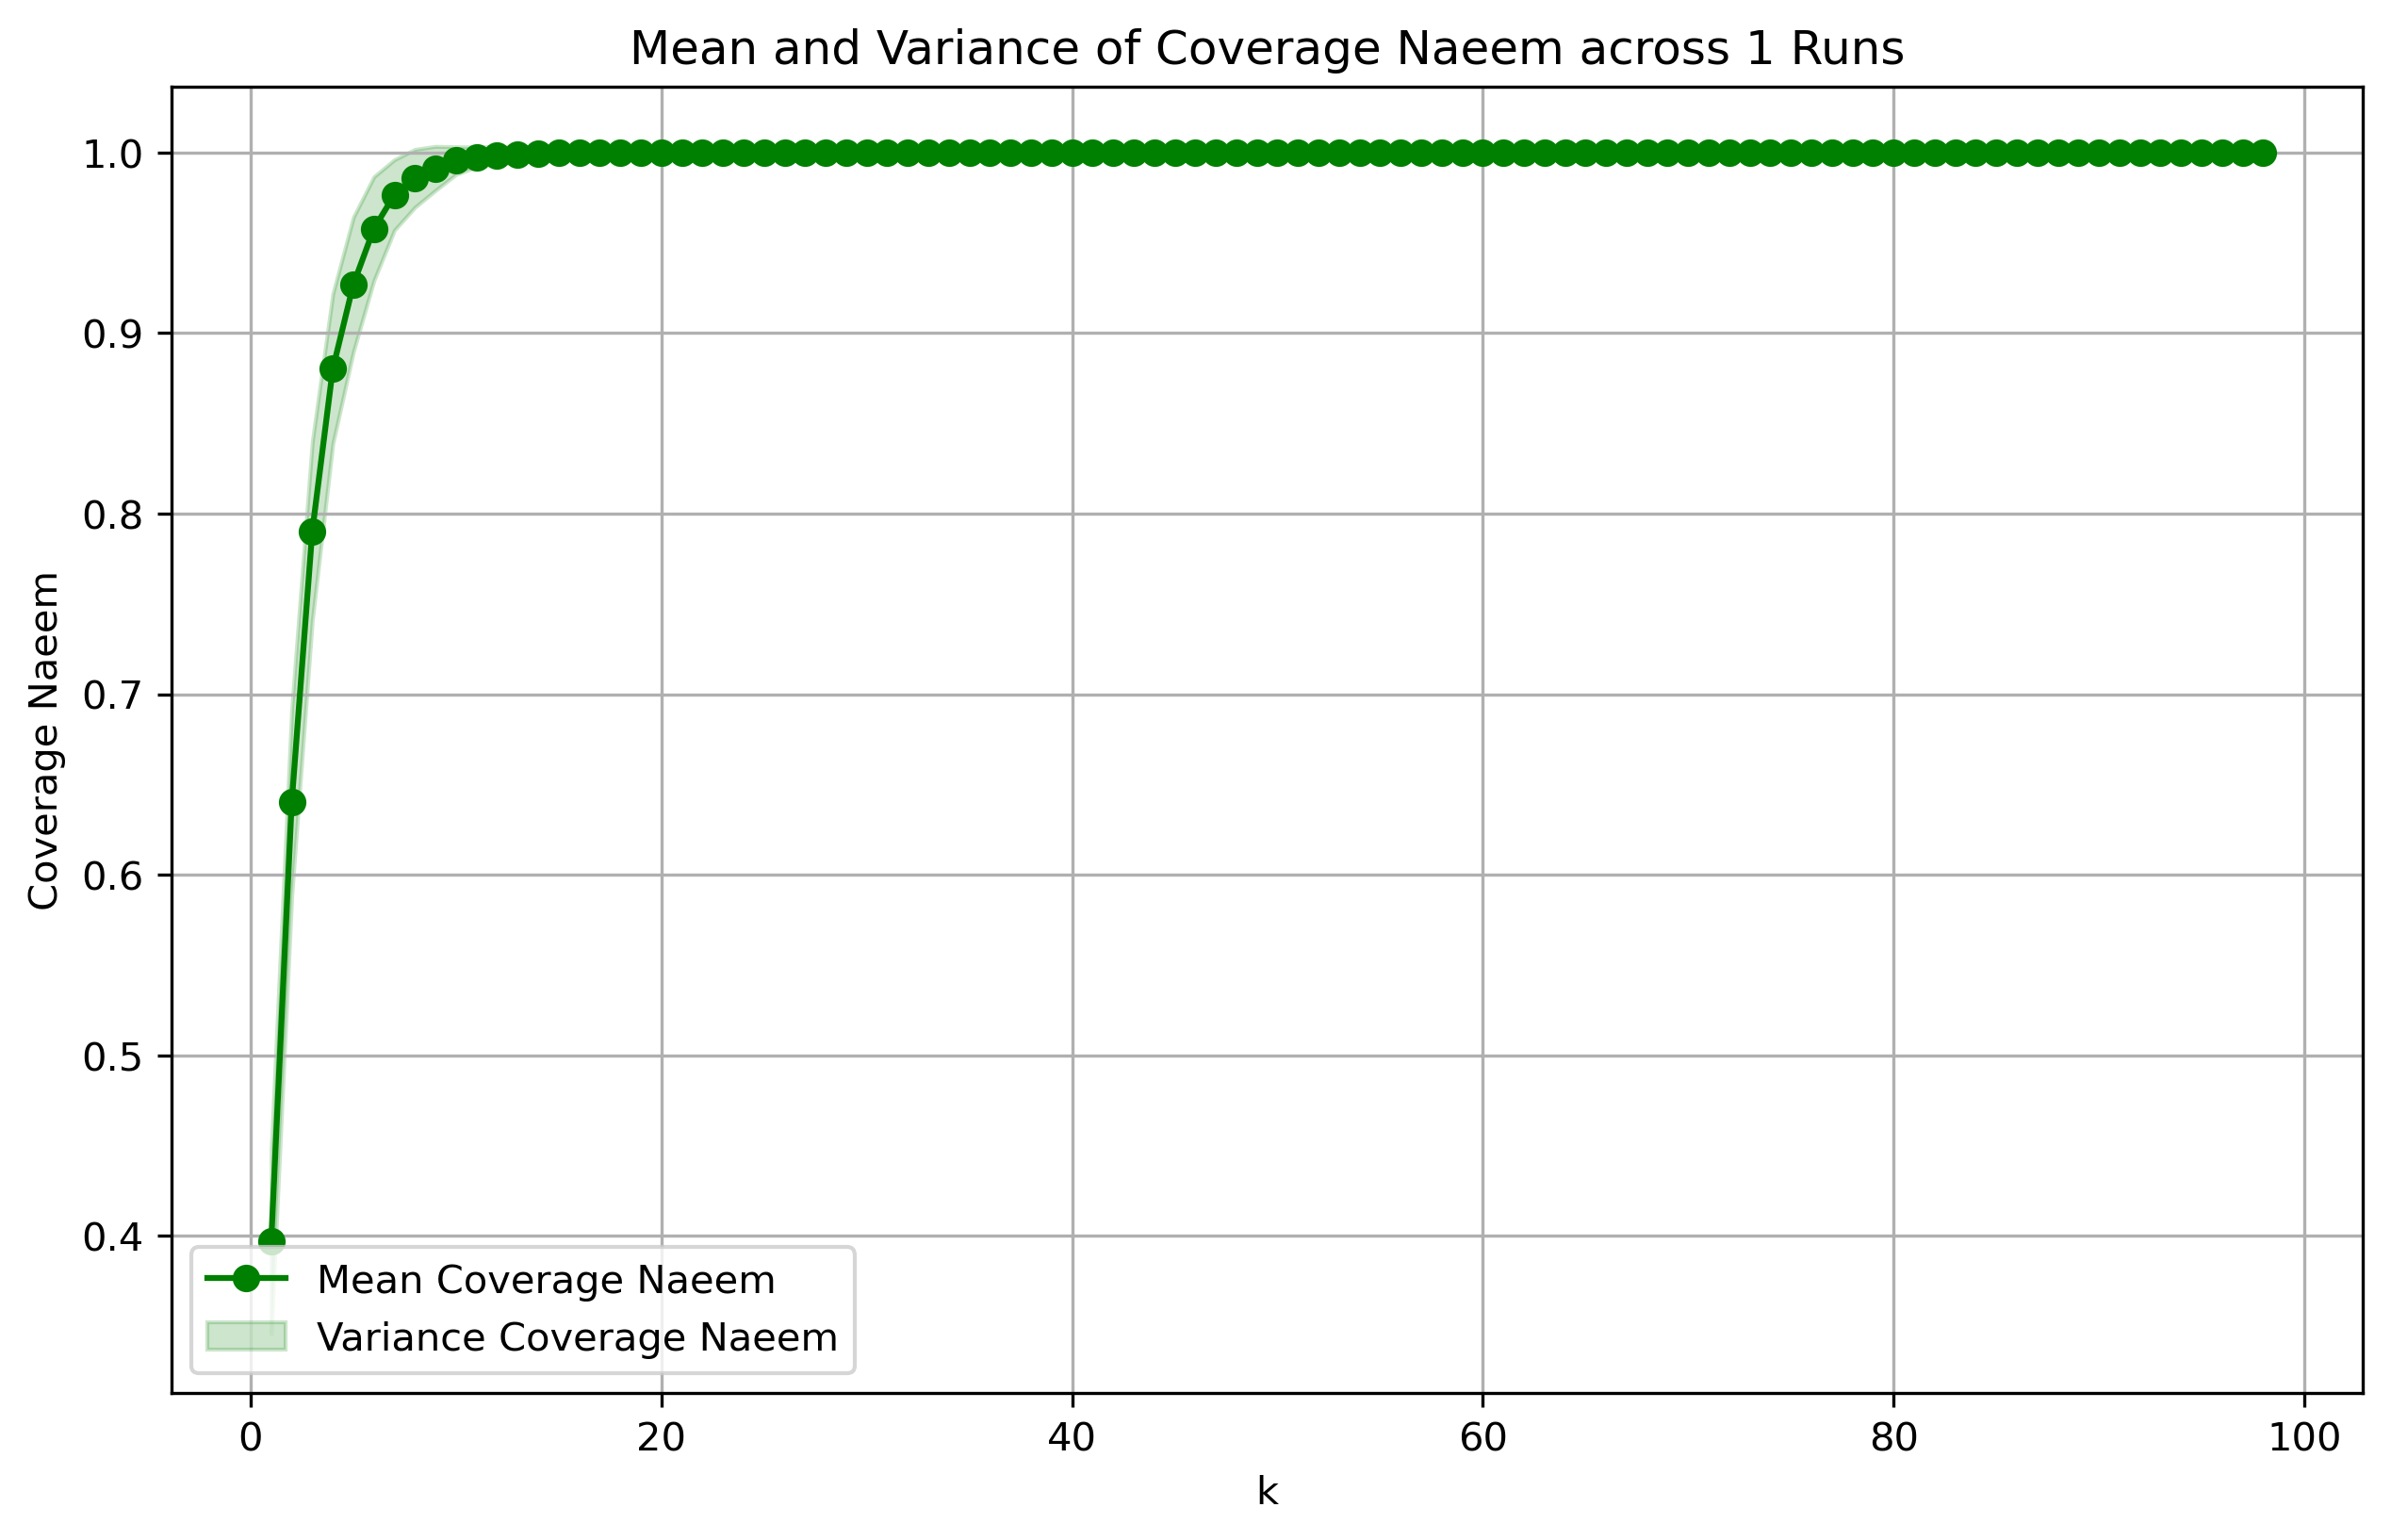 Mean and Variance of Coverage Naeem across 1 Runs
Coverage Naeem
1.0
0.9
0.8
0.7
0.6
0.5
0.4
Mean Coverage Naeem
Variance Coverage Naeem
0 20 40 60 80 100
k